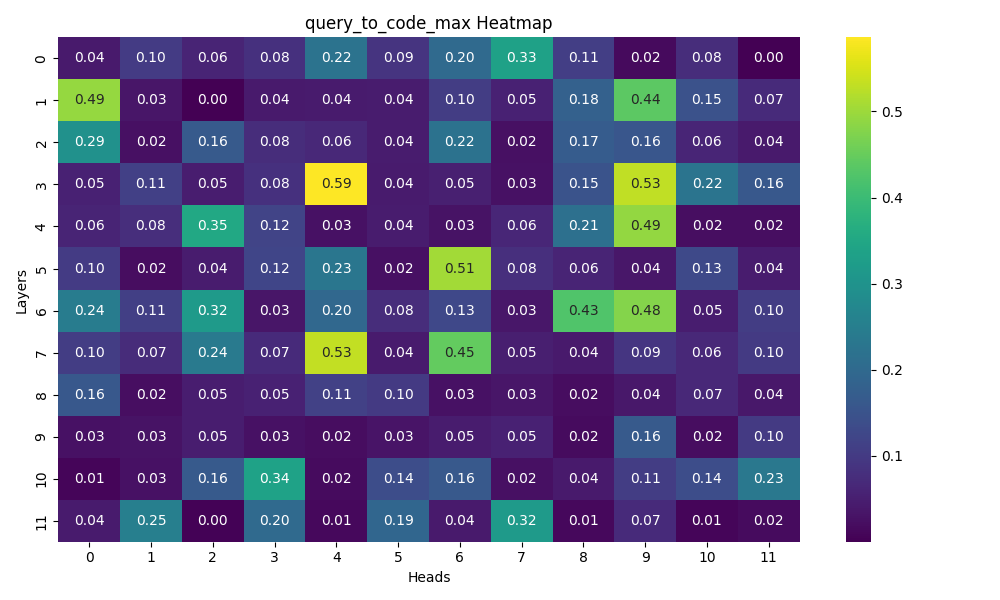 query_to_code_max Heatmap
0 0.04 0.10 0.06 0.08 0.22 0.09 0.20 0.33 0.11 0.02 0.08 0.00
1 0.49 0.03 0.00 0.04 0.04 0.04 0.10 0.05 0.18 0.44 0.15 0.07 0.5
2 0.29 0.02 0.16 0.08 0.06 0.04 0.22 0.02 0.17 0.16 0.06 0.04
3 0.05 0.11 0.05 0.08 0.59 0.04 0.05 0.03 0.15 0.53 0.22 0.16 0.4
4 0.06 0.08 0.35 0.12 0.03 0.04 0.03 0.06 0.21 0.49 0.02 0.02
5 0.10 0.02 0.04 0.12 0.23 0.02 0.51 0.08 0.06 0.04 0.13 0.04 0.3
Layers
6 0.24 0.11 0.32 0.03 0.20 0.08 0.13 0.03 0.43 0.48 0.05 0.10
7 0.10 0.07 0.24 0.07 0.53 0.04 0.45 0.05 0.04 0.09 0.06 0.10 0.2
8 0.16 0.02 0.05 0.05 0.11 0.10 0.03 0.03 0.02 0.04 0.07 0.04
9 0.03 0.03 0.05 0.03 0.02 0.03 0.05 0.05 0.02 0.16 0.02 0.10 0.1
10 0.01 0.03 0.16 0.34 0.02 0.14 0.16 0.02 0.04 0.11 0.14 0.23
11 0.04 0.25 0.00 0.20 0.01 0.19 0.04 0.32 0.01 0.07 0.01 0.02
0 1 2 3 4 5 6 7 8 9 10 11
Heads